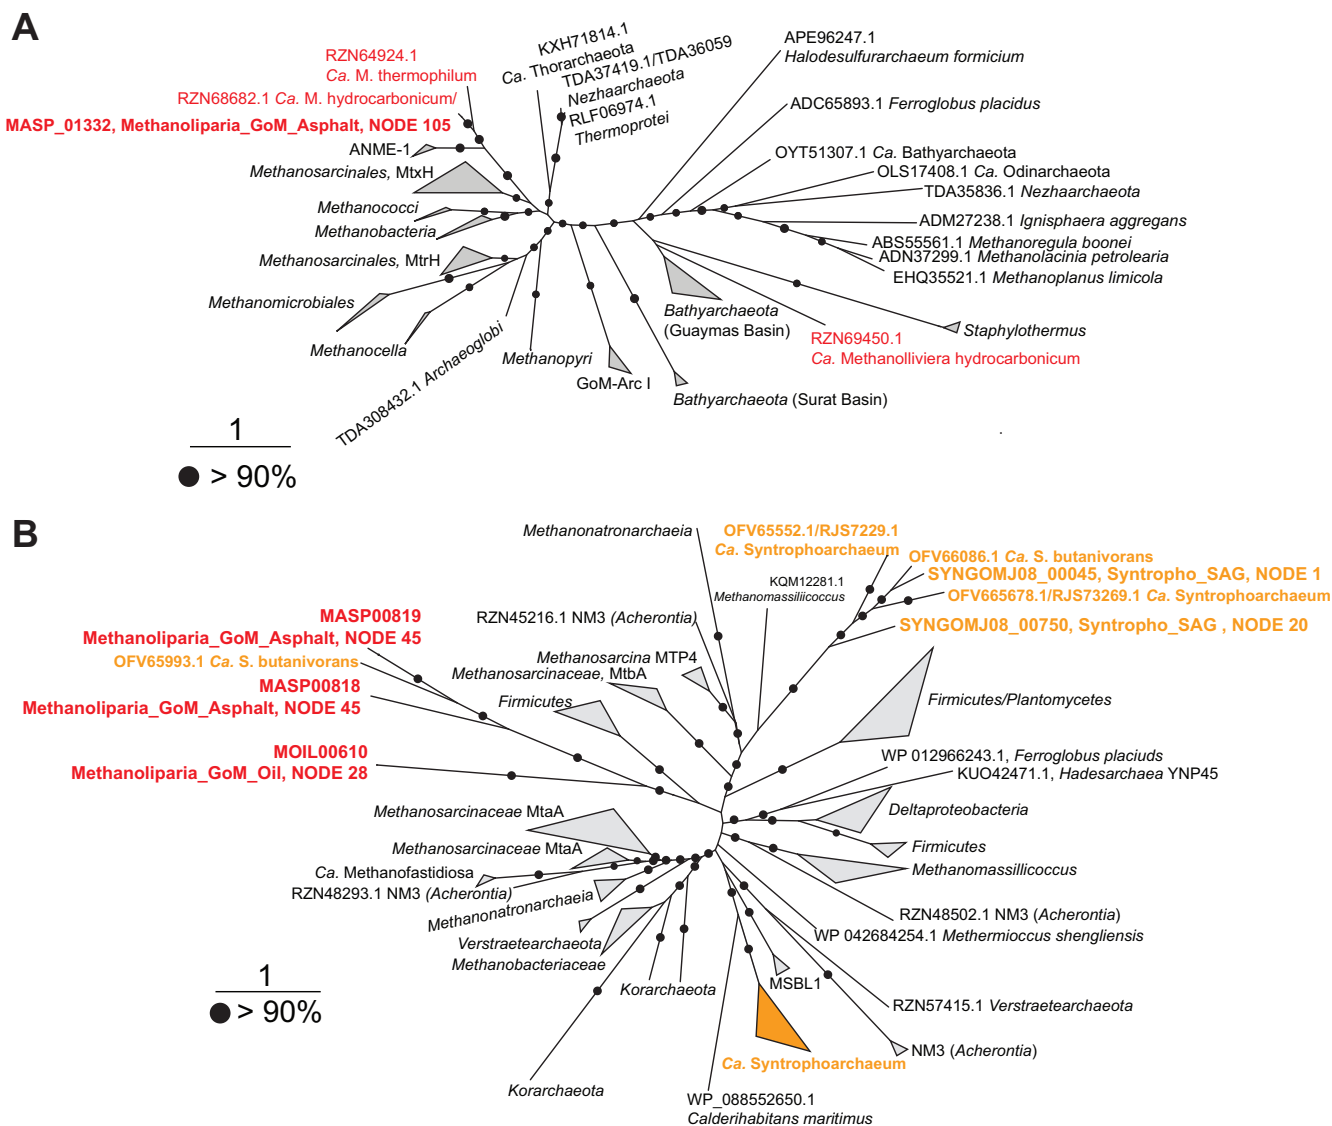 A
KXH71814.1
Ca. Thorarchaeota
TDA37419.1/TDA36059
Nezhaarchaeota
RLF06974.1
Thermoprotei
APE96247.1
Halodesulfurarchaeum formicium
RZN64924.1
Ca. M. thermophilum
RZN68682.1 Ca. M. hydrocarbonicum/
MASP_01332, Methanoliparia_GoM_Asphalt, NODE 105
ADC65893.1 Ferroglobus placidus
ANME-1
OYT51307.1 Ca. Bathyarchaeota
Methanosarcinales, MtxH
OLS17408.1 Ca. Odinarchaeota
TDA35836.1 Nezhaarchaeota
Methanococci
ADM27238.1 Ignisphaera aggregans
Methanobacteria
ABS55561.1 Methanoregula boonei
ADN37299.1 Methanolacinia petrolearia
Methanosarcinales, MtrH
EHQ35521.1 Methanoplanus limicola
Methanomicrobiales
Bathyarchaeota
(Guaymas Basin)
Staphylothermus
RZN69450.1
Ca. Methanolliviera hydrocarbonicum
Methanocella
TDA308432.1 Archaeoglobi
Methanopyri
GoM-Arc I
Bathyarchaeota (Surat Basin)
1
> 90%
B
Methanonatronarchaeia
OFV65552.1/RJS7229.1
Ca. Syntrophoarchaeum
OFV66086.1 Ca. S. butanivorans
KQM12281.1
Methanomassiliicoccus
SYNGOMJ08_00045, Syntropho_SAG, NODE 1
OFV665678.1/RJS73269.1 Ca. Syntrophoarchaeum
MASP00819
Methanoliparia_GoM_Asphalt, NODE 45
RZN45216.1 NM3 (Acherontia)
SYNGOMJ08_00750, Syntropho_SAG , NODE 20
OFV65993.1 Ca. S. butanivorans
Methanosarcina MTP4
Methanosarcinaceae, MtbA
MASP00818
Methanoliparia_GoM_Asphalt, NODE 45
Firmicutes
Firmicutes/Plantomycetes
MOIL00610
Methanoliparia_GoM_Oil, NODE 28
WP 012966243.1, Ferroglobus placiuds
KUO42471.1, Hadesarchaea YNP45
Methanosarcinaceae MtaA
Deltaproteobacteria
Methanosarcinaceae MtaA
Firmicutes
Ca. Methanofastidiosa
Methanomassillicoccus
RZN48293.1 NM3 (Acherontia)
Methanonatronarchaeia
RZN48502.1 NM3 (Acherontia)
Verstraetearchaeota
WP 042684254.1 Methermioccus shengliensis
Methanobacteriaceae
Korarchaeota
MSBL1
1
> 90%
RZN57415.1 Verstraetearchaeota
NM3 (Acherontia)
Ca. Syntrophoarchaeum
Korarchaeota
WP_088552650.1
Calderihabitans maritimus